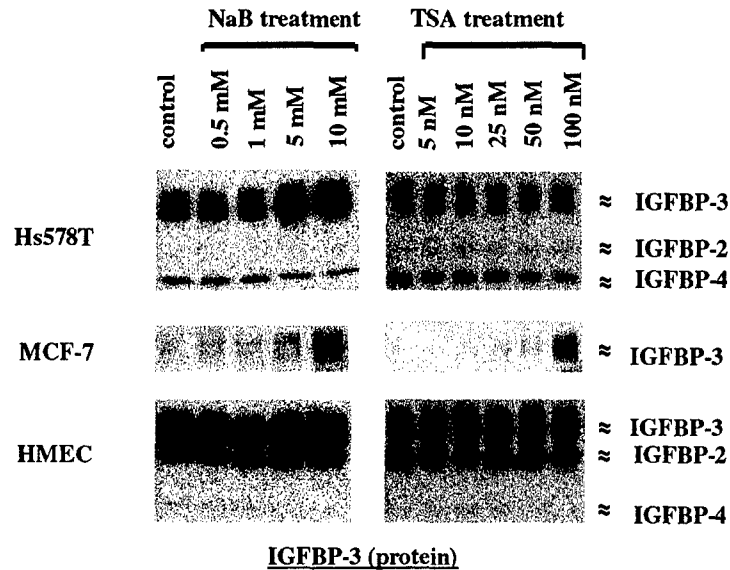 NaB treatment TSA treatment
control 0.5 mM 1 mM 5 mM 10 mM control 5 nM 10 nM 25 nM 50 nM 100 nM
Hs578T
≈ IGFBP-3
≈ IGFBP-2
≈ IGFBP-4
MCF-7 ≈ IGFBP-3
HMEC
≈ IGFBP-3
≈ IGFBP-2
≈ IGFBP-4
IGFBP-3 (protein)